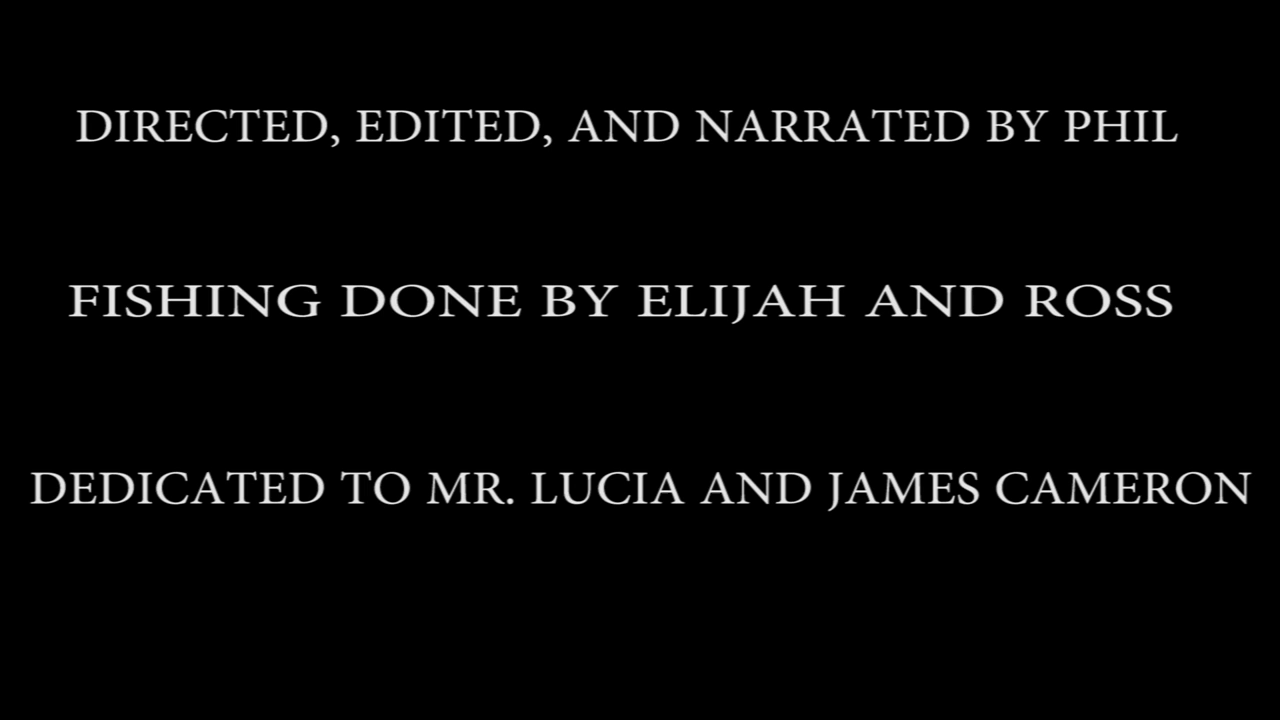 DIRECTED, EDITED, AND NARRATED BY PHIL
FISHING DONE BY ELIJAH AND ROSS
DEDICATED TO MR. LUCIA AND JAMES CAMERON